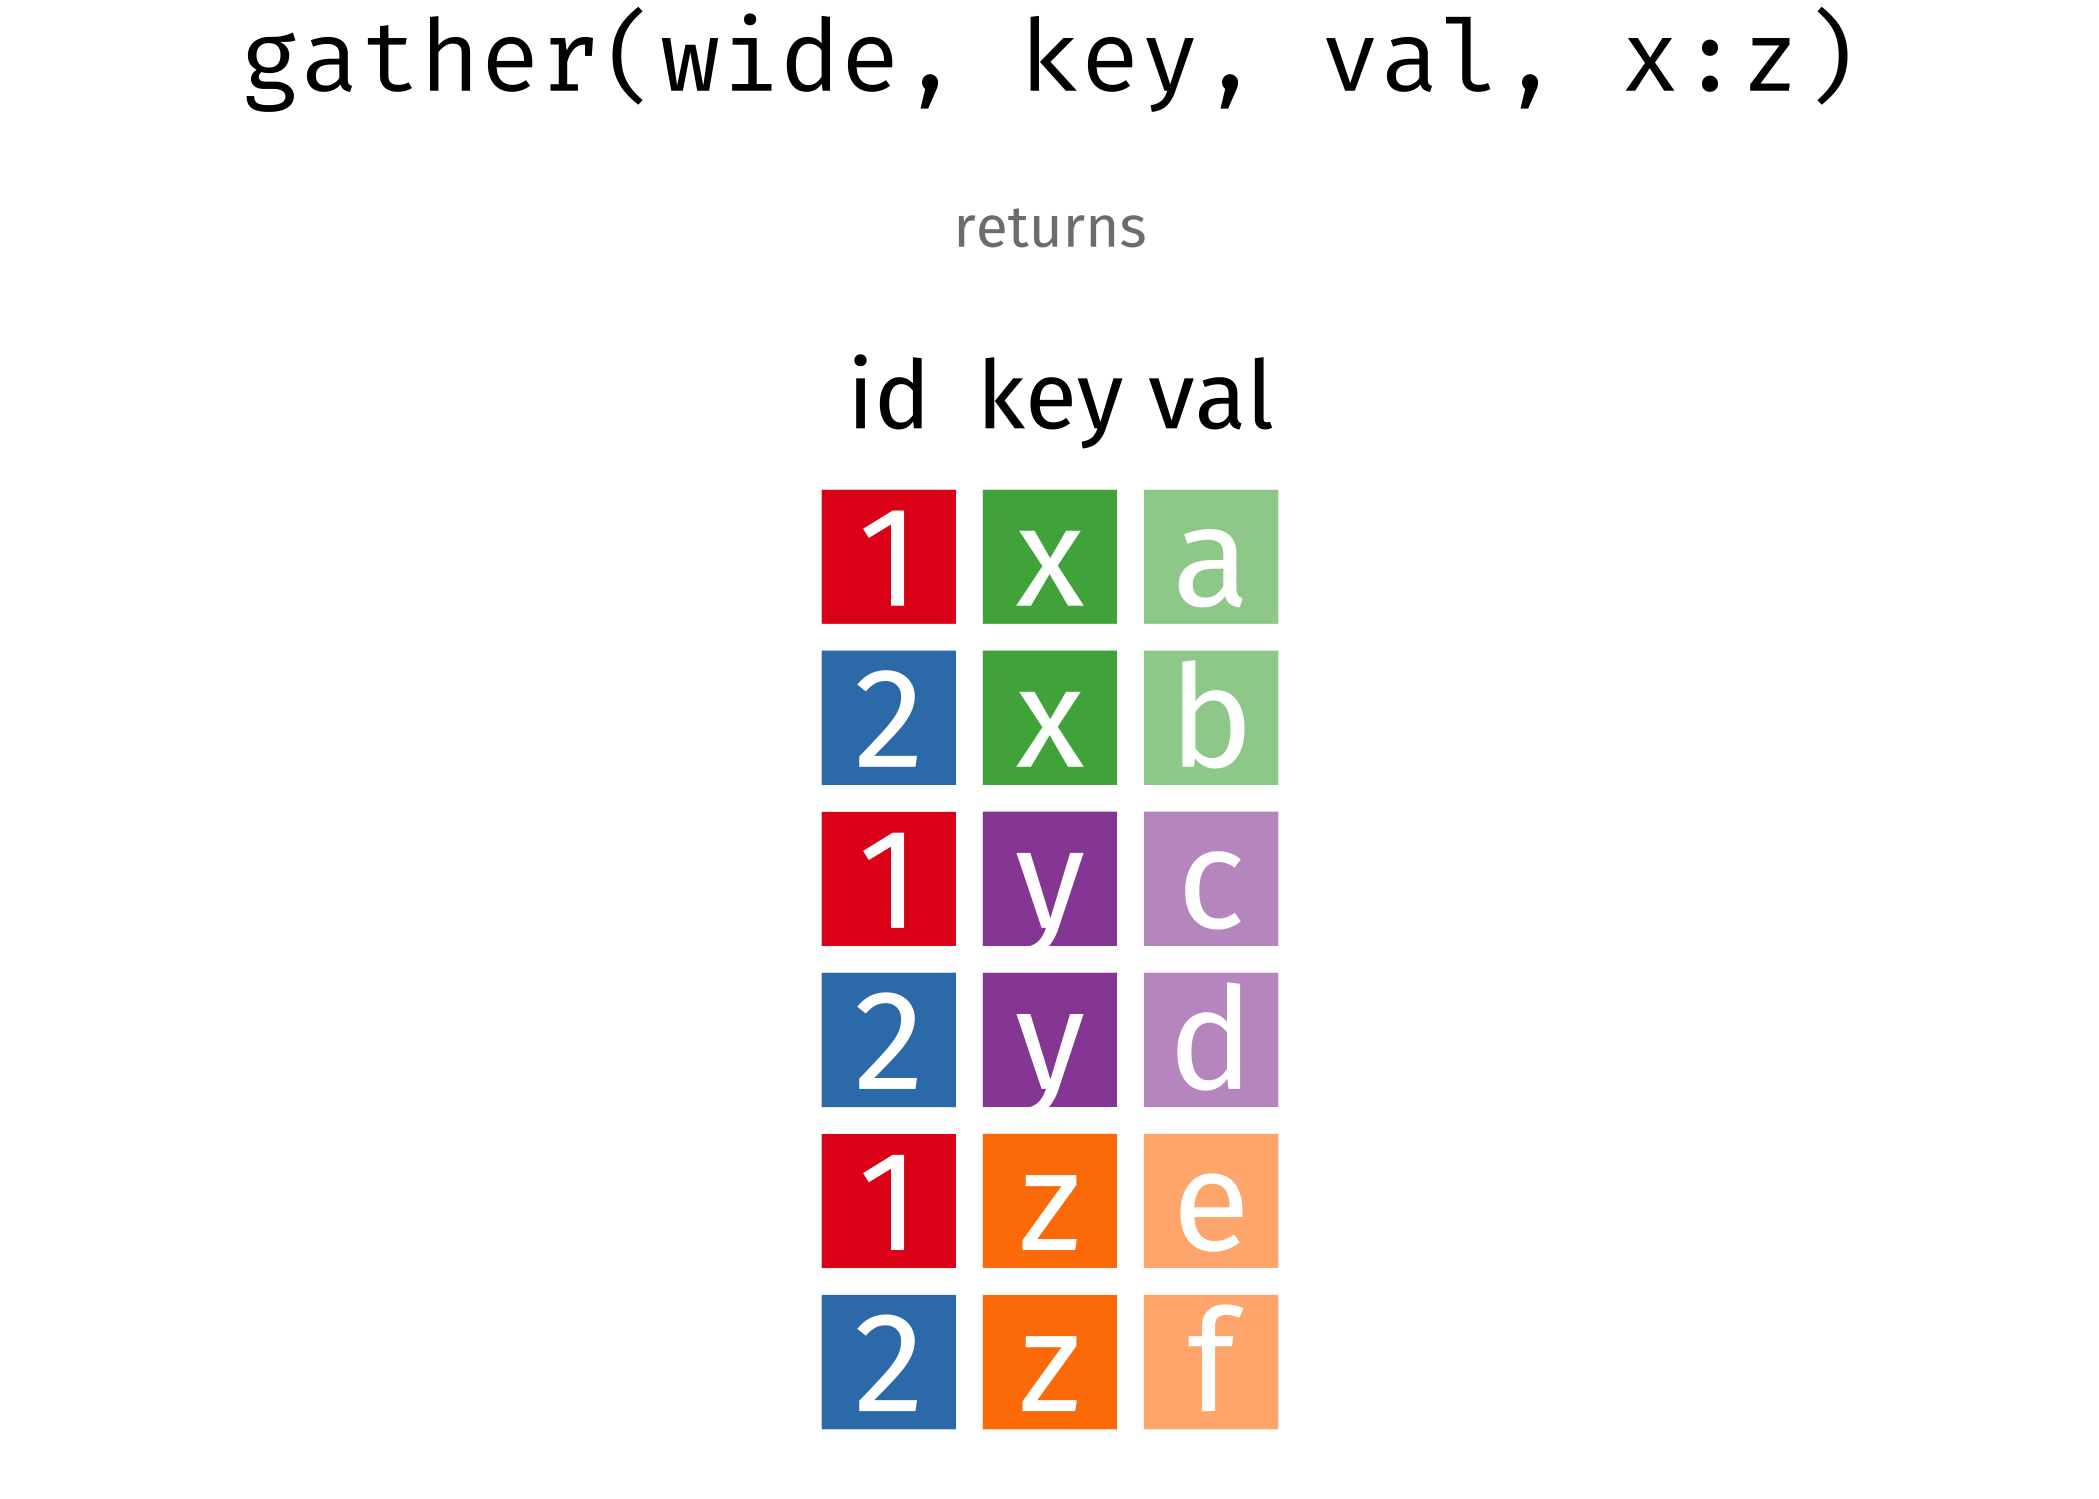 gather(wide, key, val, x:z)
returns
id key val
1 x a
2 x b
1 y c
2 y d
1 z e
2 z f